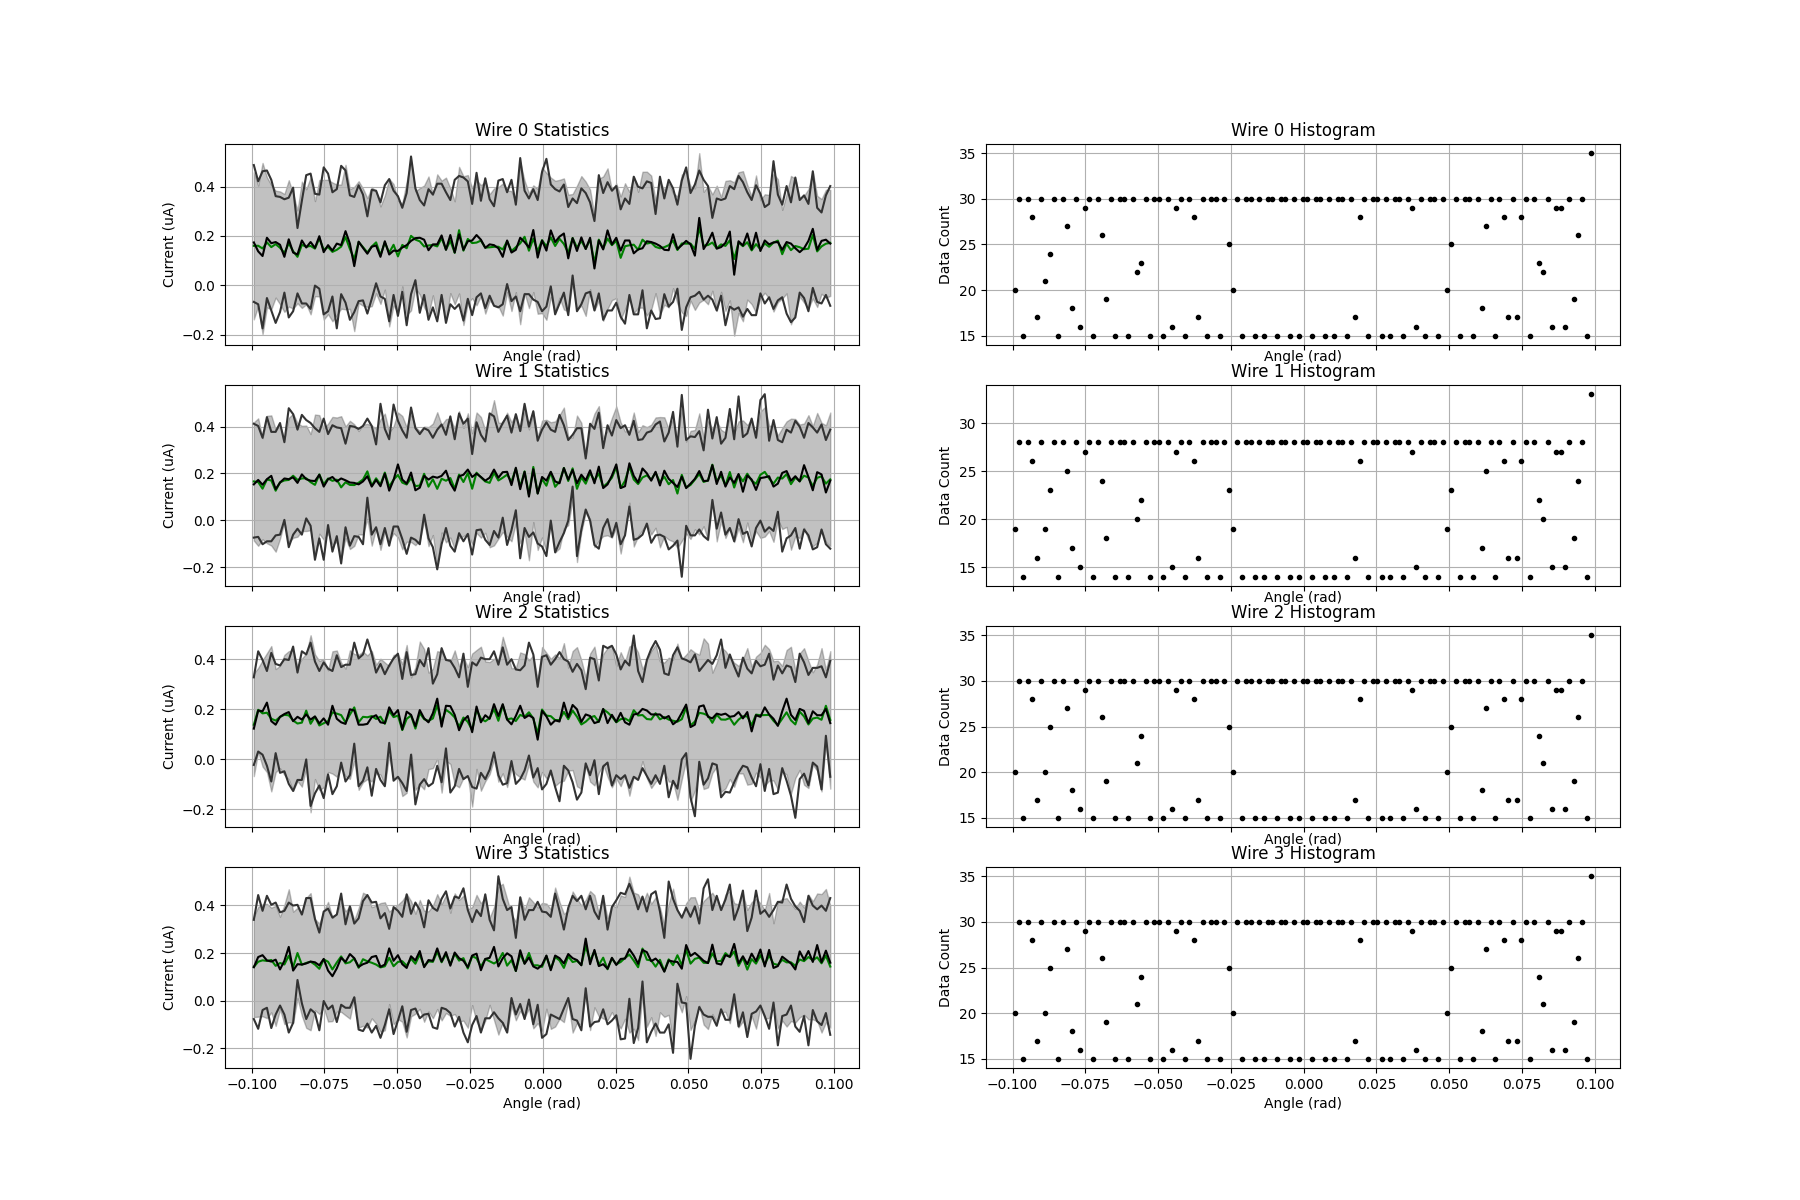 Wire 0 Statistics
Current (uA)
0.4
0.2
0.0
−0.2
Angle (rad)
Wire 0 Histogram
Data Count
35
30
25
20
15
Angle (rad)
Wire 1 Statistics
Current (uA)
0.4
0.2
0.0
−0.2
Angle (rad)
Wire 1 Histogram
Data Count
30
25
20
15
Angle (rad)
Wire 2 Statistics
Current (uA)
0.4
0.2
0.0
−0.2
Angle (rad)
Wire 2 Histogram
Data Count
35
30
25
20
15
Angle (rad)
Wire 3 Statistics
Current (uA)
0.4
0.2
0.0
−0.2
−0.100 −0.075 −0.050 −0.025 0.000 0.025 0.050 0.075 0.100
Angle (rad)
Wire 3 Histogram
Data Count
35
30
25
20
15
−0.100 −0.075 −0.050 −0.025 0.000 0.025 0.050 0.075 0.100
Angle (rad)